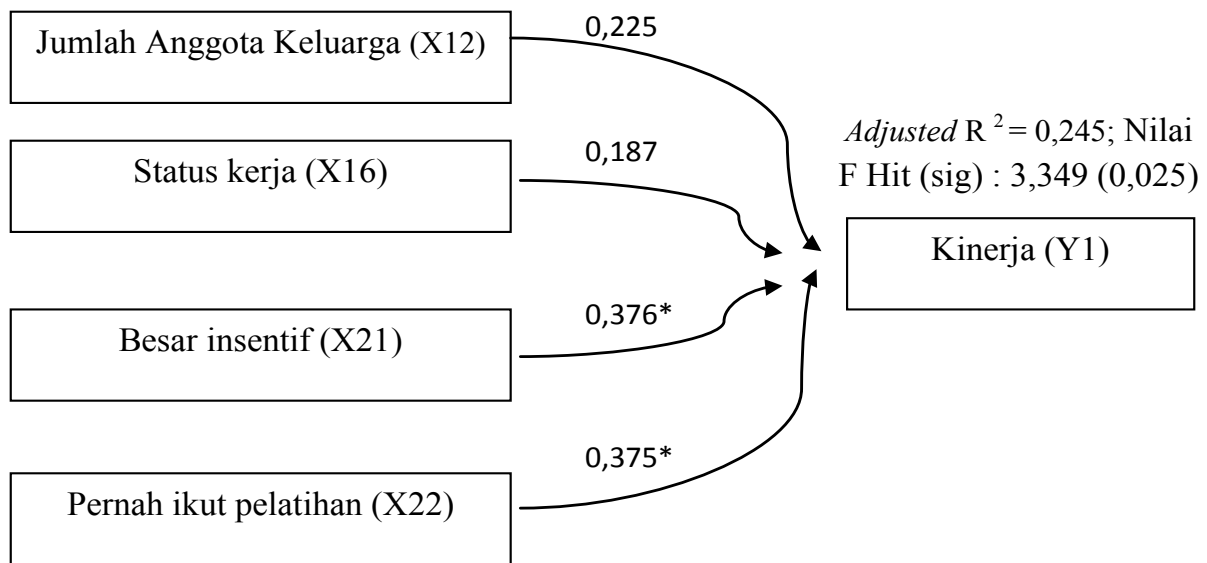 Jumlah Anggota Keluarga (X12)
0,225
Adjusted R 2 = 0,245; Nilai
F Hit (sig) : 3,349 (0,025)
Status kerja (X16)
0,187
Kinerja (Y1)
Besar insentif (X21)
0,376*
Pernah ikut pelatihan (X22)
0,375*